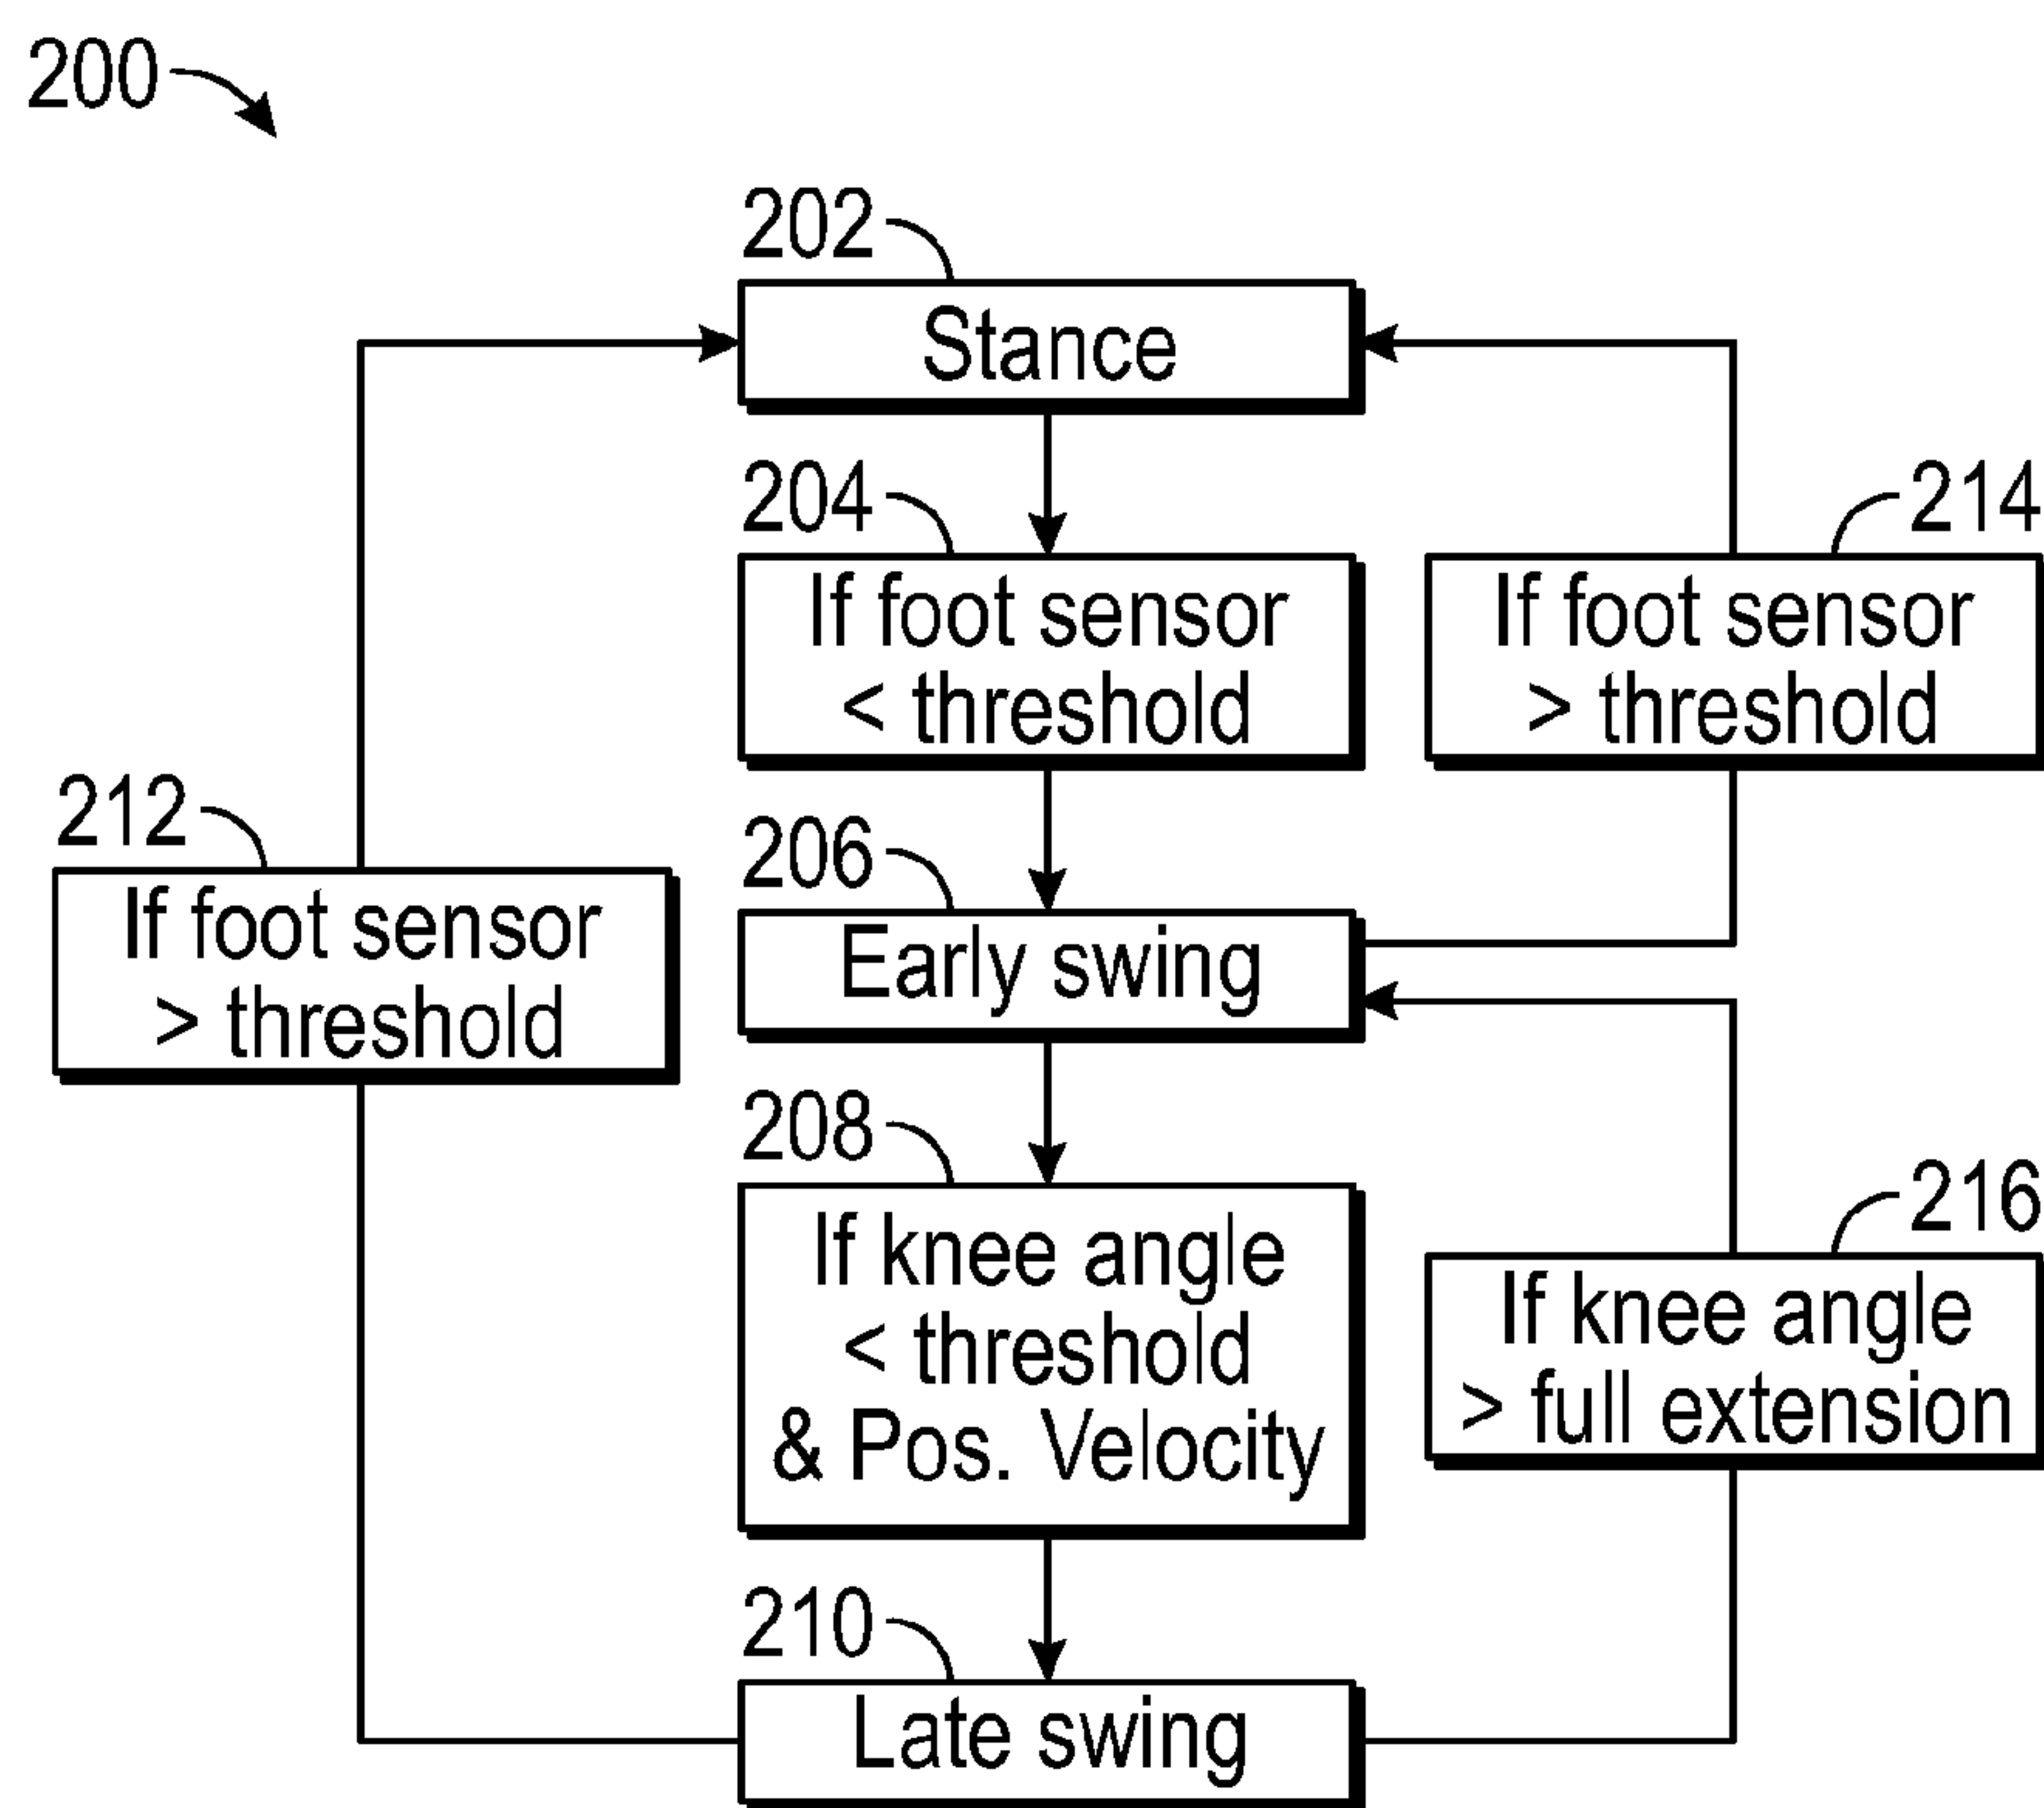 200
202
Stance
204
If foot sensor
< threshold
214
If foot sensor
> threshold
212
If foot sensor
> threshold
206
Early swing
208
If knee angle
< threshold
& Pos. Velocity
216
If knee angle
> full extension
210
Late swing